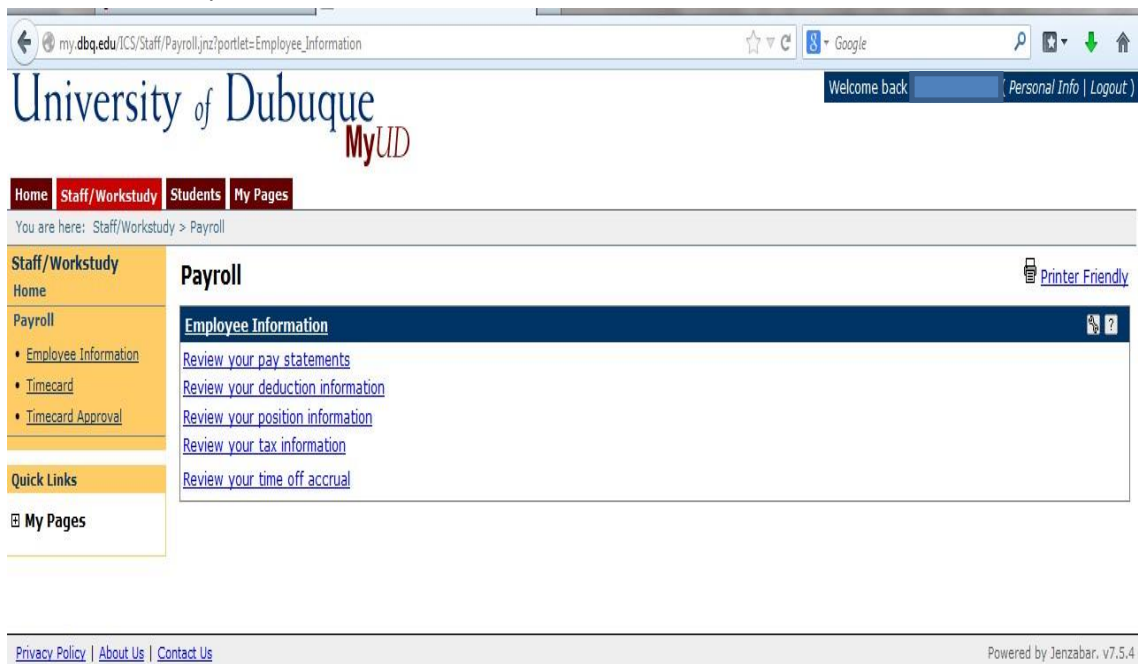 my.dbq.edu/ICS/Staff/Payroll.jnz?portlet=Employee_Information
Google
University of Dubuque
MyUD
Welcome back
( Personal Info | Logout )
Home Staff/Workstudy Students My Pages
You are here: Staff/Workstudy > Payroll
Staff/Workstudy
Home
Payroll
• Employee Information
• Timecard
• Timecard Approval
Quick Links
My Pages
Payroll
Printer Friendly
Employee Information
?
Review your pay statements
Review your deduction information
Review your position information
Review your tax information
Review your time off accrual
Privacy Policy | About Us | Contact Us
Powered by Jenzabar. v7.5.4